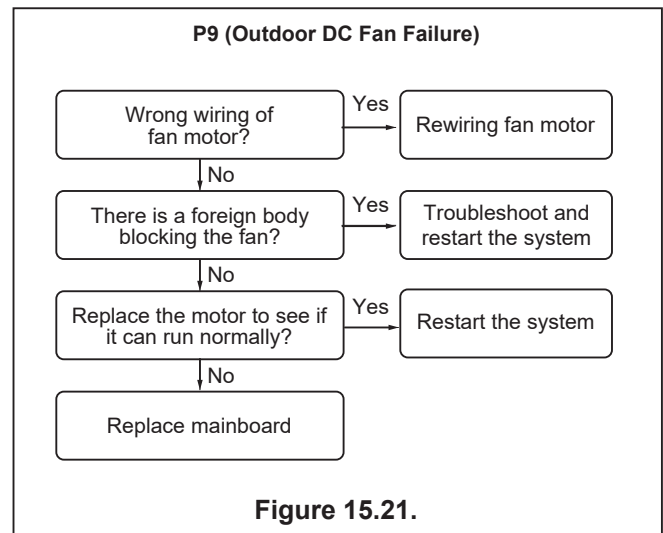 P9 (Outdoor DC Fan Failure)
Wrong wiring of
fan motor?
Yes
Rewiring fan motor
No
There is a foreign body
blocking the fan?
Yes
Troubleshoot and
restart the system
No
Replace the motor to see if
it can run normally?
Yes
Restart the system
No
Replace mainboard
Figure 15.21.